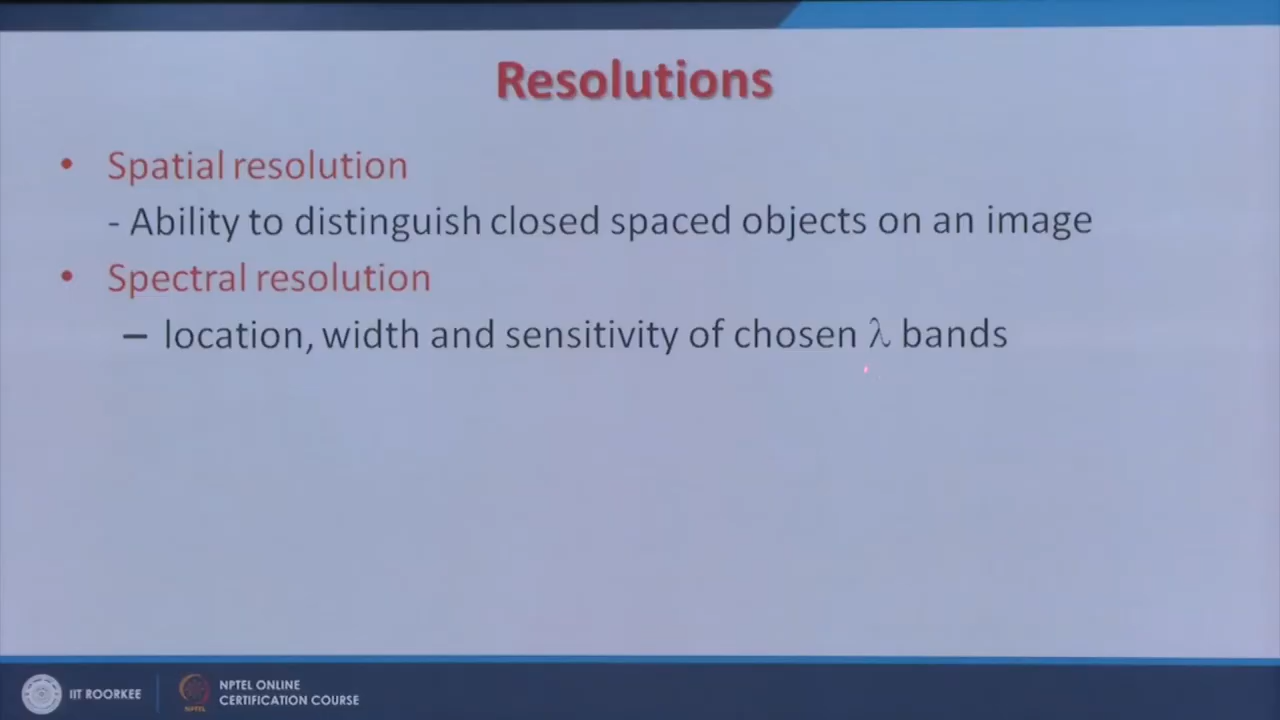 Resolutions
• Spatial resolution
- Ability to distinguish closed spaced objects on an image
• Spectral resolution
– location, width and sensitivity of chosen λ bands
IIT ROORKEE
NPTEL
NPTEL ONLINE
CERTIFICATION COURSE